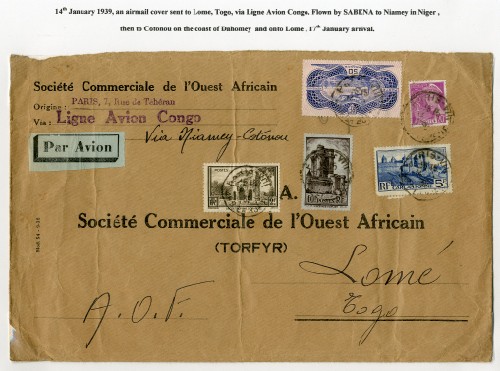 14th January 1939, an airmail cover sent to Lome, Togo, via Ligne Avion Congo. Flown by SABENA to Niamey in Niger ,
then to Cotonou on the coast of Dahomey and onto Lome . 17th January arrival.
Société Commerciale de l'Ouest Africain
Origine : PARIS, 7, Rue de Téhéran
Via : Ligne Avion Congo
Via Niamey-Cotonou
Par Avion
50
POSTES
A.
Société Commerciale de l'Ouest Africain
(TORFYR)
Lomé
A.O.F.
Togo